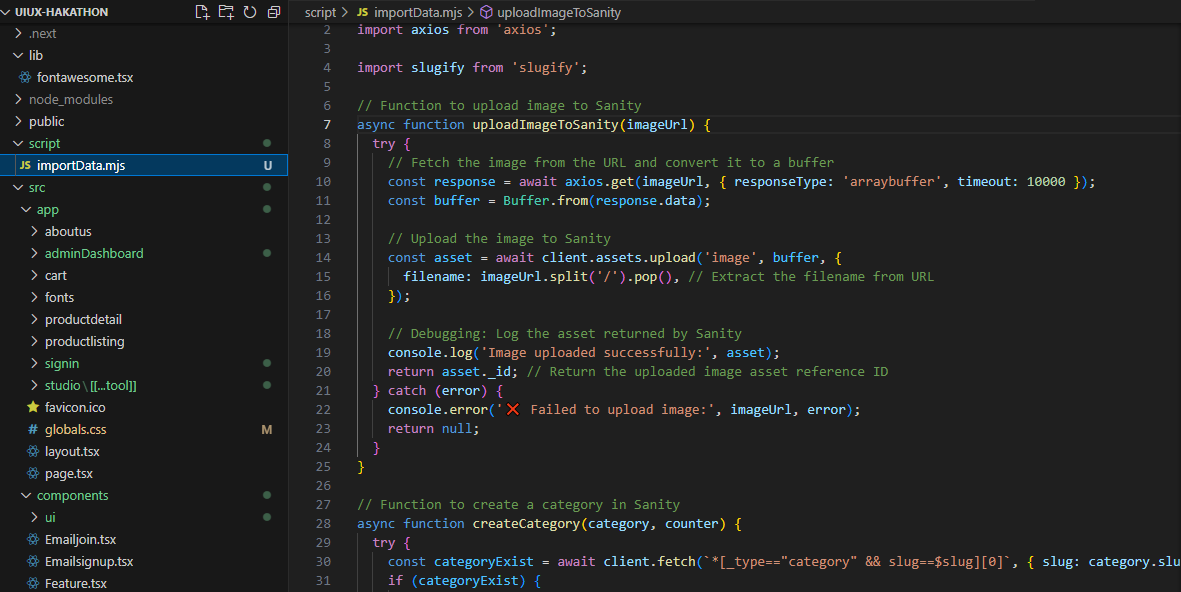 UIUX-HAKATHON
.next
lib
fontawesome.tsx
node_modules
public
script
JS importData.mjs U
src
app
aboutus
adminDashboard
cart
fonts
productdetail
productlisting
signin
studio \ [[...tool]]
favicon.ico
# globals.css M
layout.tsx
page.tsx
components
ui
Emailjoin.tsx
Emailsignup.tsx
Feature.tsx
script > JS importData.mjs > uploadImageToSanity
2 import axios from 'axios';
3
4 import slugify from 'slugify';
5
6 // Function to upload image to Sanity
7 async function uploadImageToSanity(imageUrl) {
8 try {
9 // Fetch the image from the URL and convert it to a buffer
10 const response = await axios.get(imageUrl, { responseType: 'arraybuffer', timeout: 10000 });
11 const buffer = Buffer.from(response.data);
12
13 // Upload the image to Sanity
14 const asset = await client.assets.upload('image', buffer, {
15 filename: imageUrl.split('/').pop(), // Extract the filename from URL
16 });
17
18 // Debugging: Log the asset returned by Sanity
19 console.log('Image uploaded successfully:', asset);
20 return asset._id; // Return the uploaded image asset reference ID
21 } catch (error) {
22 console.error('❌ Failed to upload image:', imageUrl, error);
23 return null;
24 }
25 }
26
27 // Function to create a category in Sanity
28 async function createCategory(category, counter) {
29 try {
30 const categoryExist = await client.fetch(`*[_type=="category" && slug==$slug][0]`, { slug: category.slu
31 if (categoryExist) {